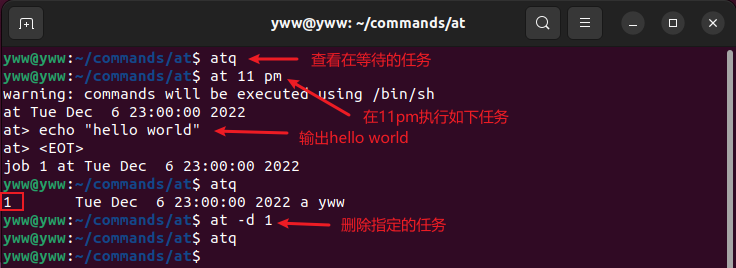 yww@yww: ~/commands/at
yww@yww:~/commands/at$ atq 查看在等待的任务
yww@yww:~/commands/at$ at 11 pm
warning: commands will be executed using /bin/sh
at Tue Dec  6 23:00:00 2022 在11pm执行如下任务
at> echo "hello world" 输出hello world
at> <EOT>
job 1 at Tue Dec  6 23:00:00 2022
yww@yww:~/commands/at$ atq
1       Tue Dec  6 23:00:00 2022 a yww
yww@yww:~/commands/at$ at -d 1 删除指定的任务
yww@yww:~/commands/at$ atq
yww@yww:~/commands/at$